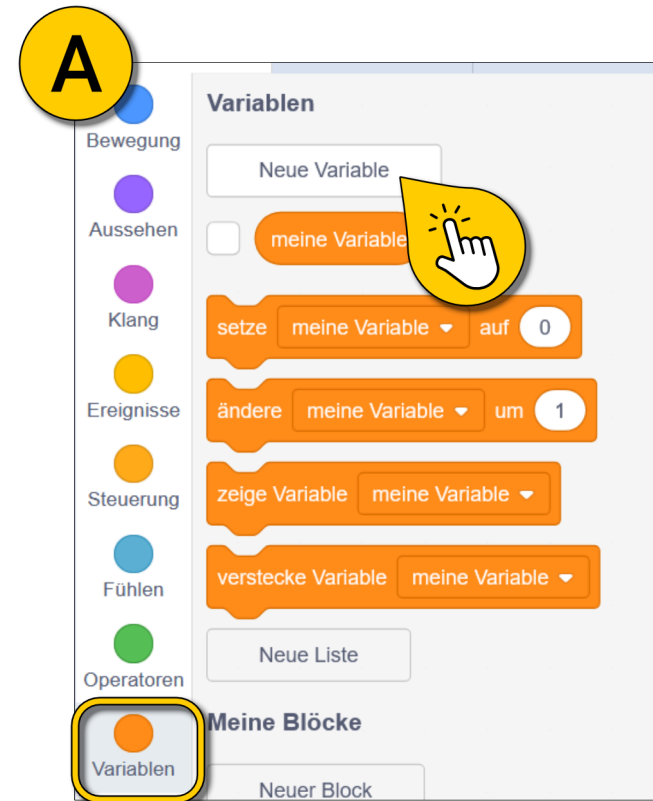 A
Bewegung
Aussehen
Klang
Ereignisse
Steuerung
Fühlen
Operatoren
Variablen
Variablen
Neue Variable
meine Variable
setze meine Variable auf 0
ändere meine Variable um 1
zeige Variable meine Variable
verstecke Variable meine Variable
Neue Liste
Meine Blöcke
Neuer Block